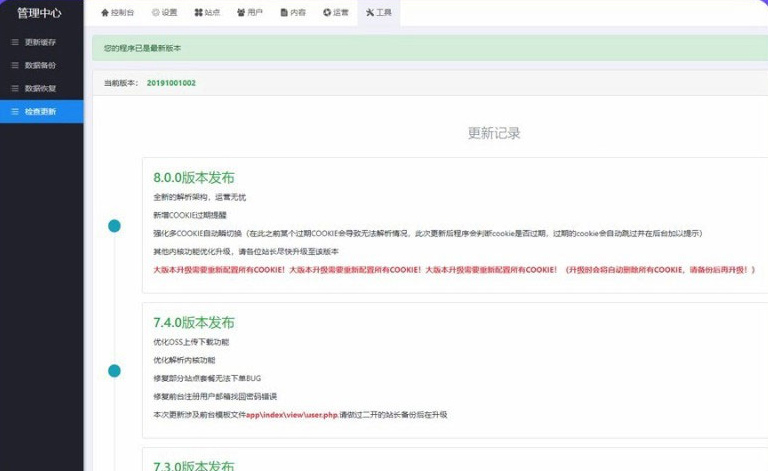 管理中心
控制台 设置 站点 用户 内容 运营 工具
更新缓存
数据备份
数据恢复
检查更新
您的程序已是最新版本
当前版本： 20191001002
更新记录
8.0.0版本发布
全新的解析架构，运营无忧
新增COOKIE过期提醒
强化多COOKIE自动瞬切换（在此之前某个过期COOKIE会导致无法解析情况，此次更新后程序会判断cookie是否过期，过期的cookie会自动跳过并在后台加以提示）
其他内核功能优化升级，请各位站长尽快升级至该版本
大版本升级需要重新配置所有COOKIE！大版本升级需要重新配置所有COOKIE！大版本升级需要重新配置所有COOKIE！（升级时会将自动删除所有COOKIE，请备份后再升级！）
7.4.0版本发布
优化OSS上传下载功能
优化解析内核功能
修复部分站点套餐无法下单BUG
修复前台注册用户邮箱找回密码错误
本次更新涉及前台模板文件app\index\view\user.php.请做过二开的站长备份后在升级
7.3.0版本发布